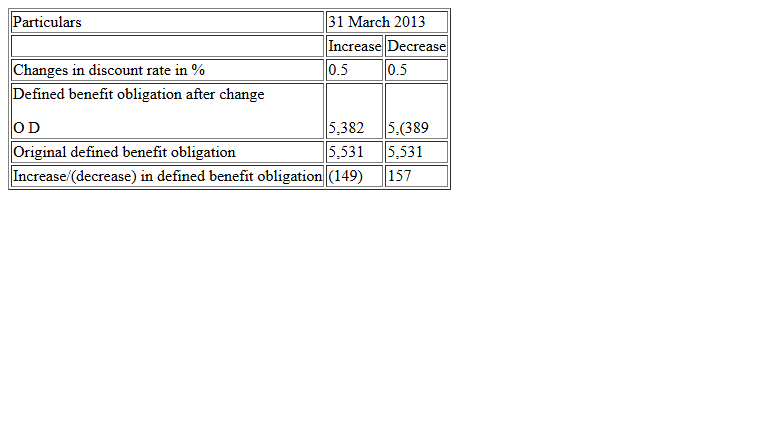 Particulars 31 March 2013
Increase Decrease
Changes in discount rate in % 0.5 0.5
Defined benefit obligation after change
O D 5,382 5,(389
Original defined benefit obligation 5,531 5,531
Increase/(decrease) in defined benefit obligation (149) 157